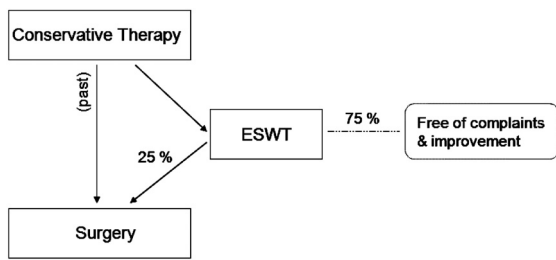 Conservative Therapy
(past)
ESWT
75 %
Free of complaints
& improvement
25 %
Surgery